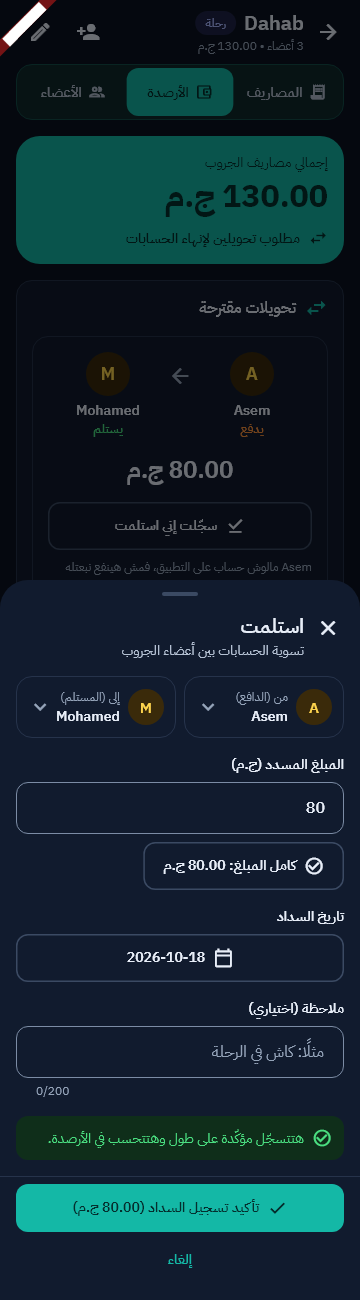 Dahab رحلة
3 أعضاء • 130.00 ج.م
المصاريف
الأرصدة
الأعضاء
إجمالي مصاريف الجروب
130.00 ج.م
مطلوب تحويلين لإنهاء الحسابات
تحويلات مقترحة
A
M
Asem
Mohamed
يدفع
يستلم
80.00 ج.م
سجّلت إني استلمت
Asem مالوش حساب على التطبيق، فمش هينفع نبعتله
استلمت
تسوية الحسابات بين أعضاء الجروب
A
من (الدافع)
Asem
M
إلى (المستلم)
Mohamed
المبلغ المسدد (ج.م)
80
كامل المبلغ: 80.00 ج.م
تاريخ السداد
2026-10-18
ملاحظة (اختياري)
مثلًا: كاش في الرحلة
0/200
هتتسجّل مؤكّدة على طول وهتتحسب في الأرصدة.
تأكيد تسجيل السداد (80.00 ج.م)
إلغاء